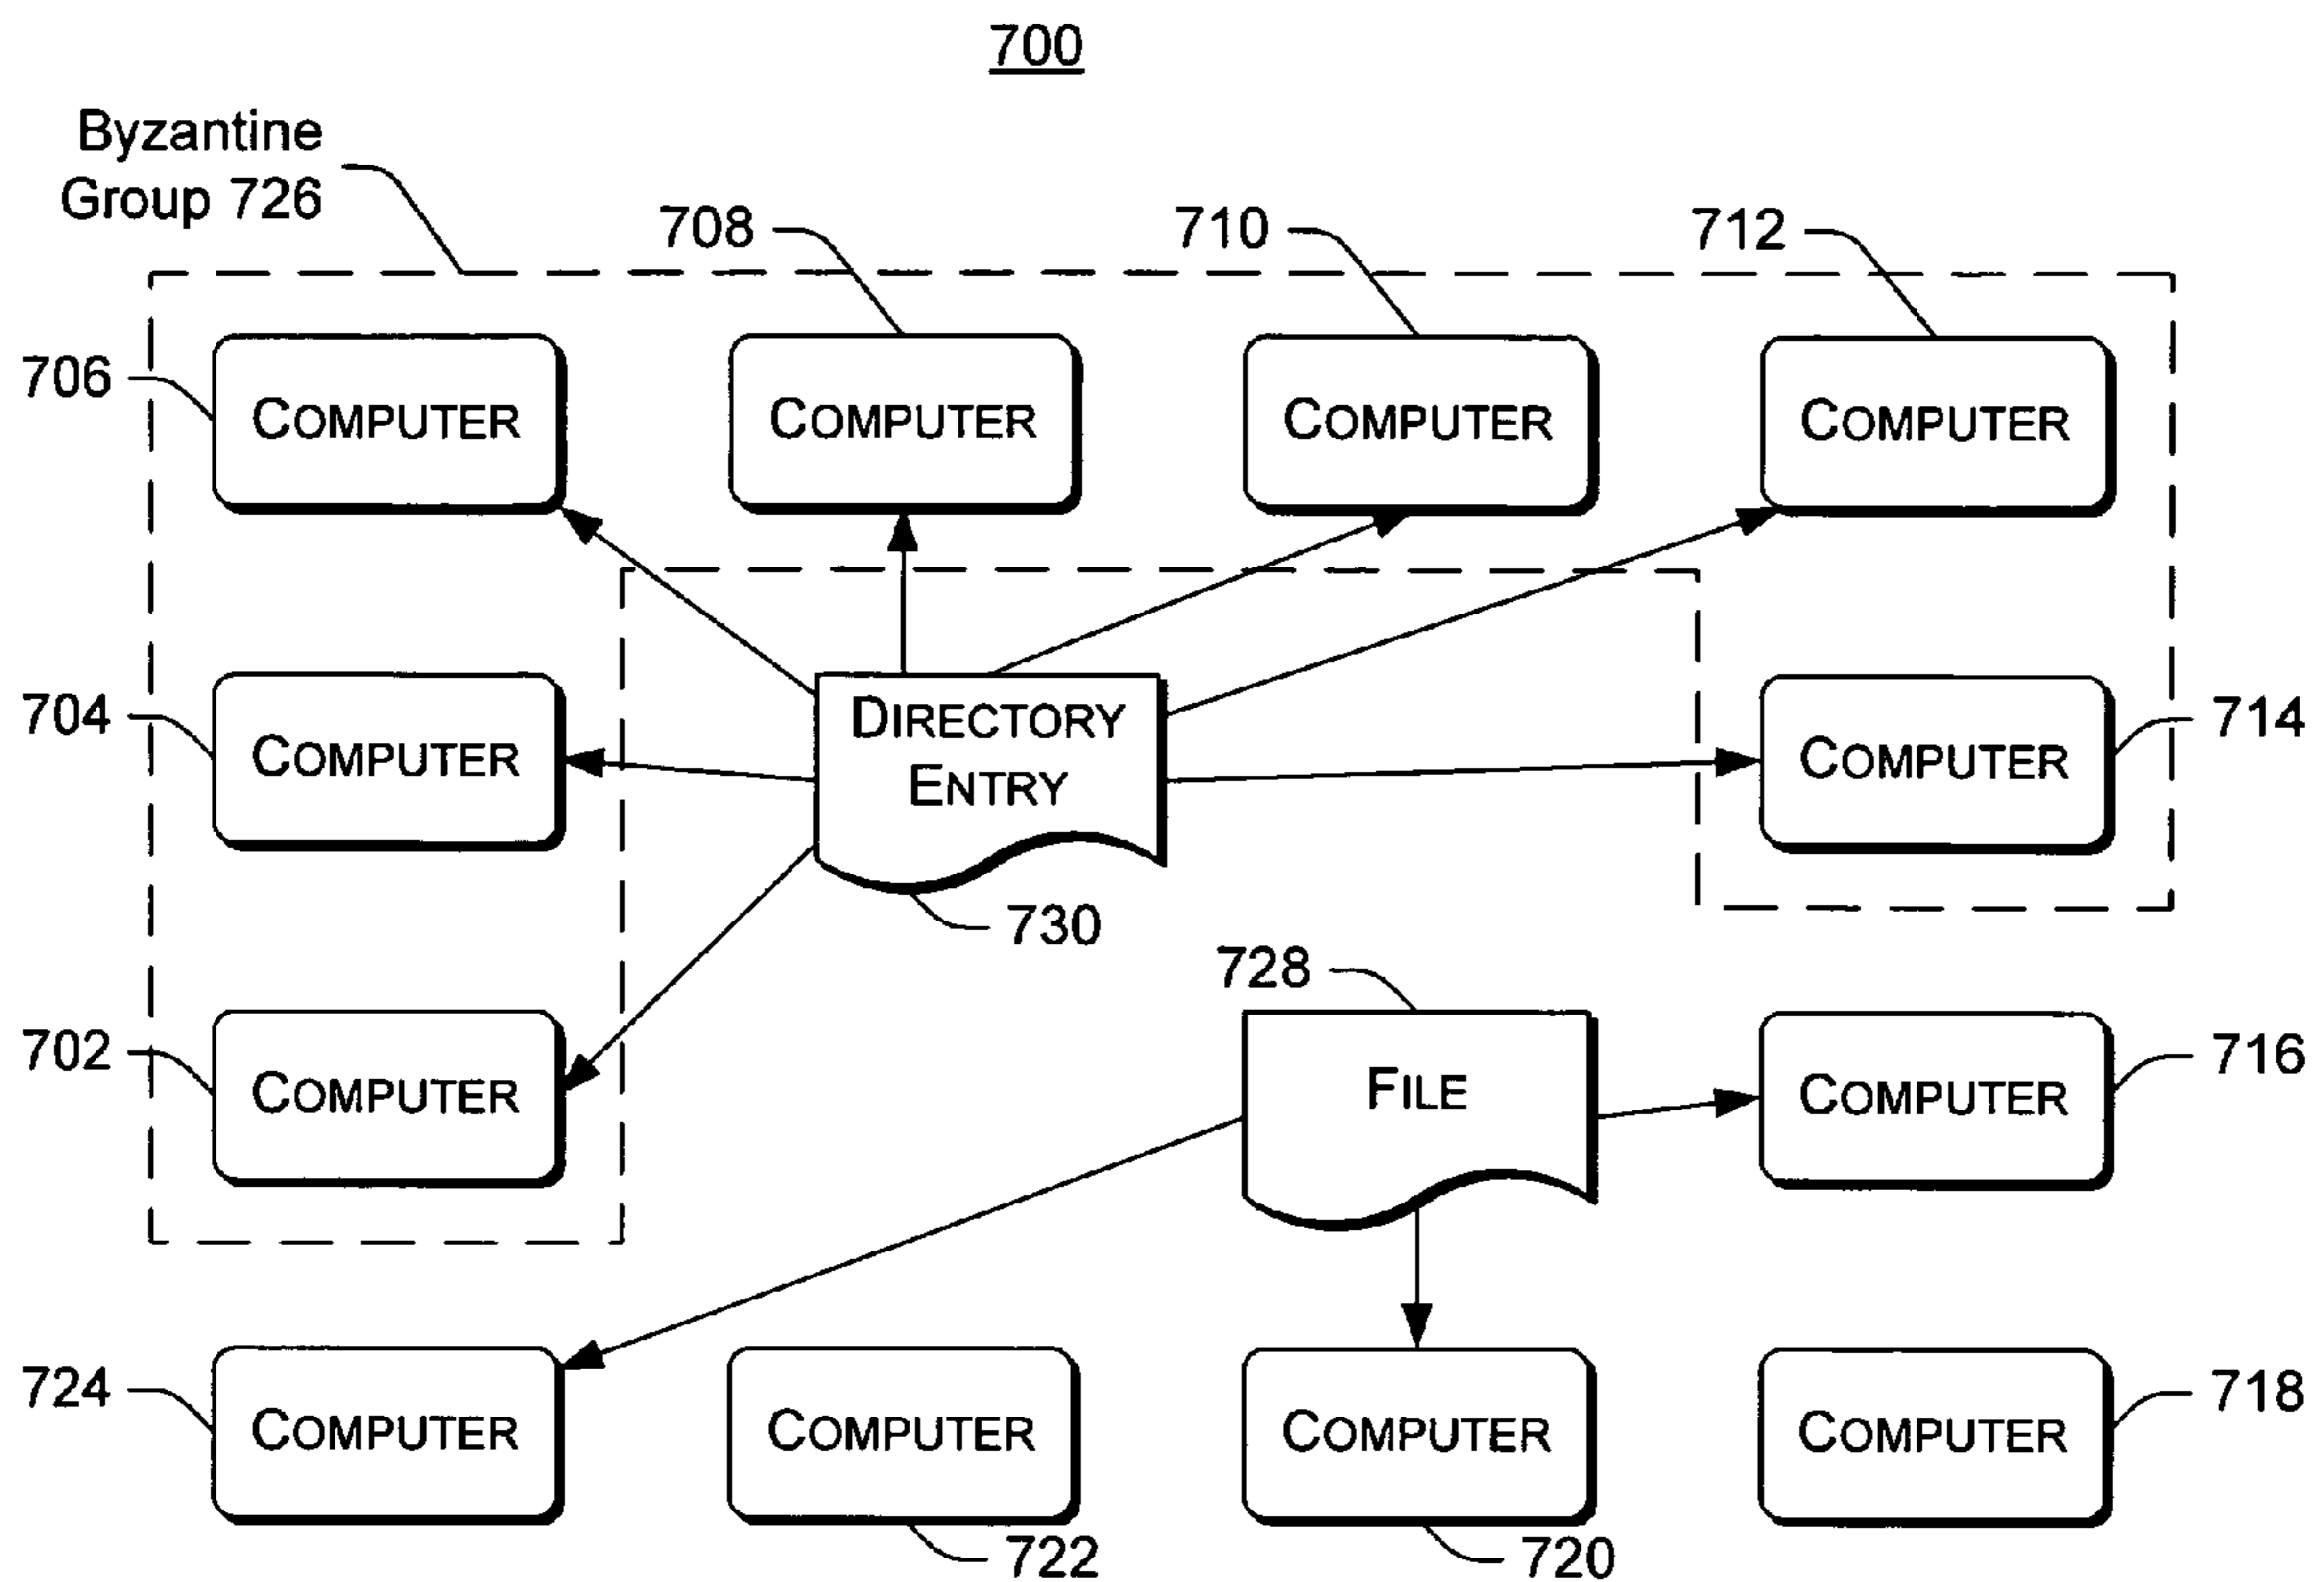 700
Byzantine
Group 726
708
710
712
706
COMPUTER
COMPUTER
COMPUTER
COMPUTER
704
COMPUTER
DIRECTORY
ENTRY
COMPUTER
714
730
728
702
COMPUTER
FILE
COMPUTER
716
724
COMPUTER
COMPUTER
COMPUTER
COMPUTER
718
722
720